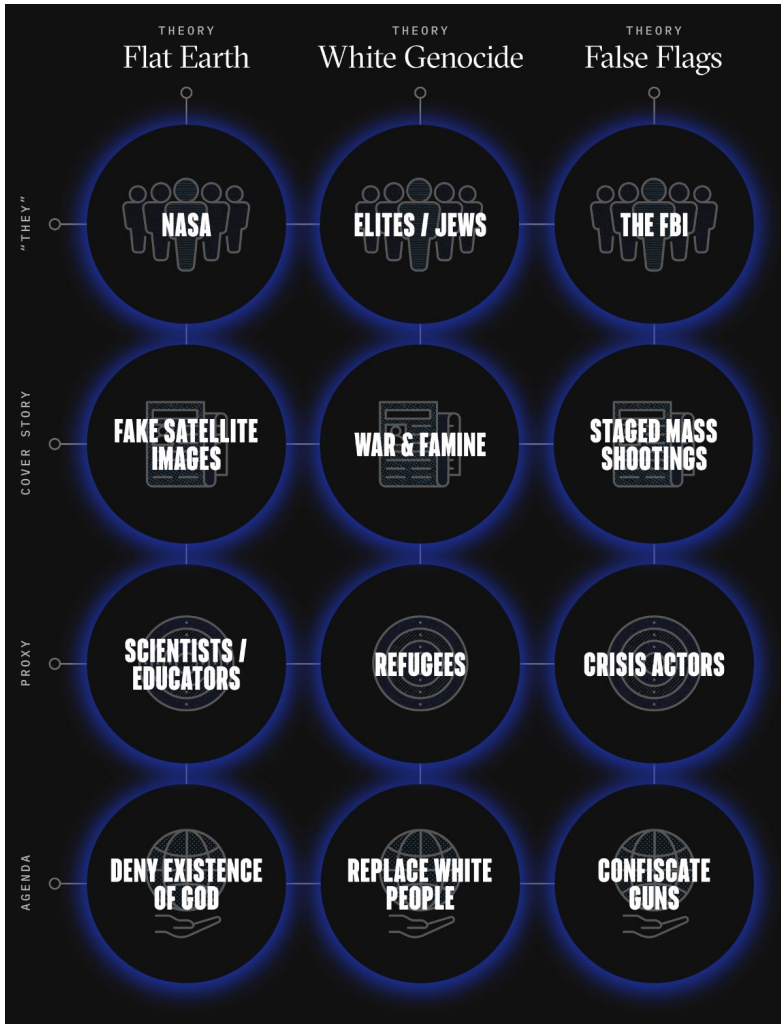 THEORY
Flat Earth
THEORY
White Genocide
THEORY
False Flags
"THEY"
NASA
ELITES / JEWS
THE FBI
COVER STORY
FAKE SATELLITE
IMAGES
WAR & FAMINE
STAGED MASS
SHOOTINGS
PROXY
SCIENTISTS /
EDUCATORS
REFUGEES
CRISIS ACTORS
AGENDA
DENY EXISTENCE
OF GOD
REPLACE WHITE
PEOPLE
CONFISCATE
GUNS